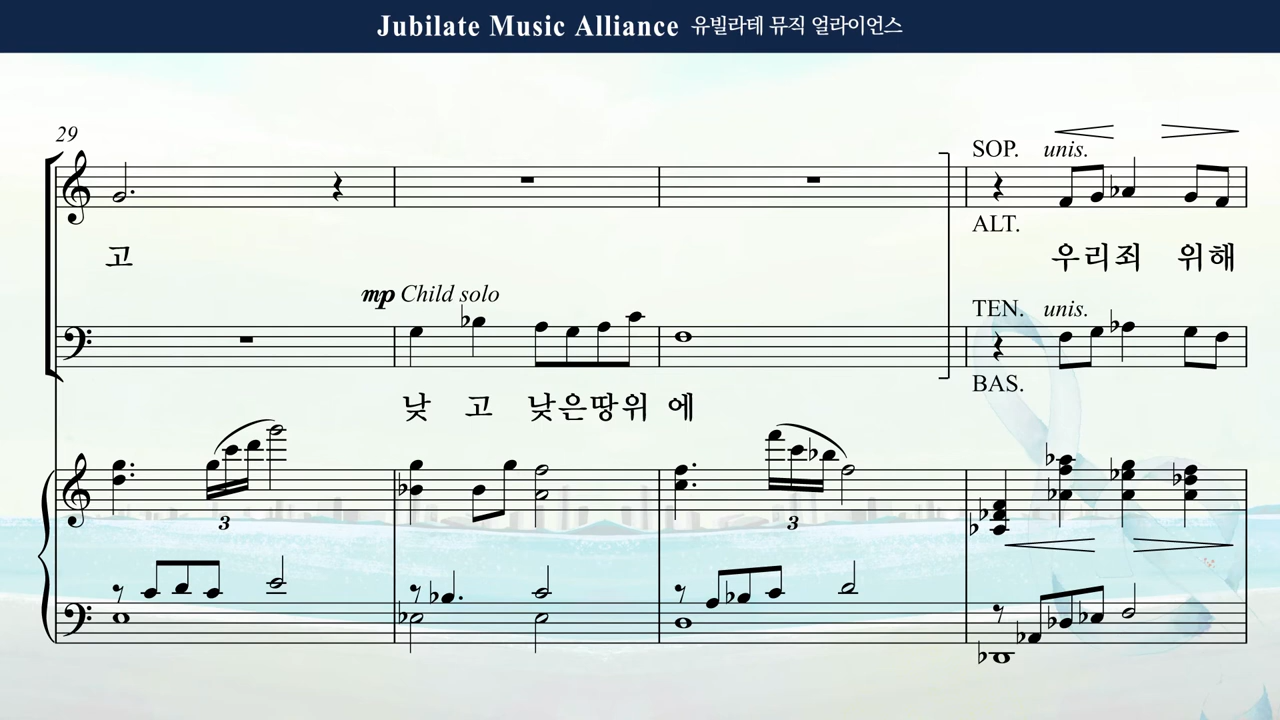 Jubilate Music Alliance 유빌라테 뮤직 얼라이언스
29
SOP. unis.
ALT.
고 우리죄 위해
mp Child solo
TEN. unis.
BAS.
낮 고 낮은땅위 에
3 3